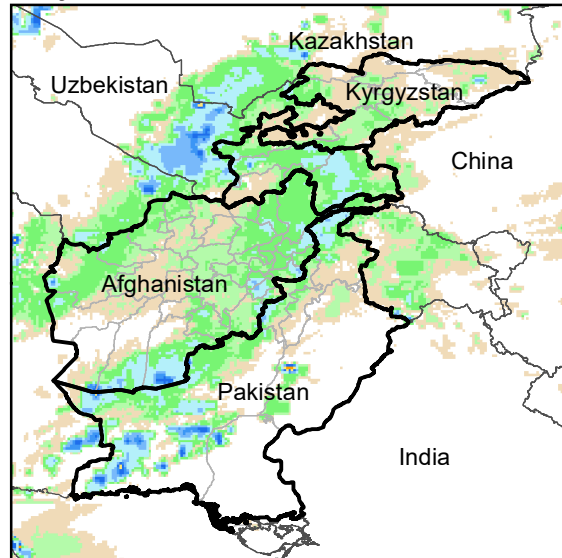 Kazakhstan
Uzbekistan
Kyrgyzstan
China
Afghanistan
Pakistan
India